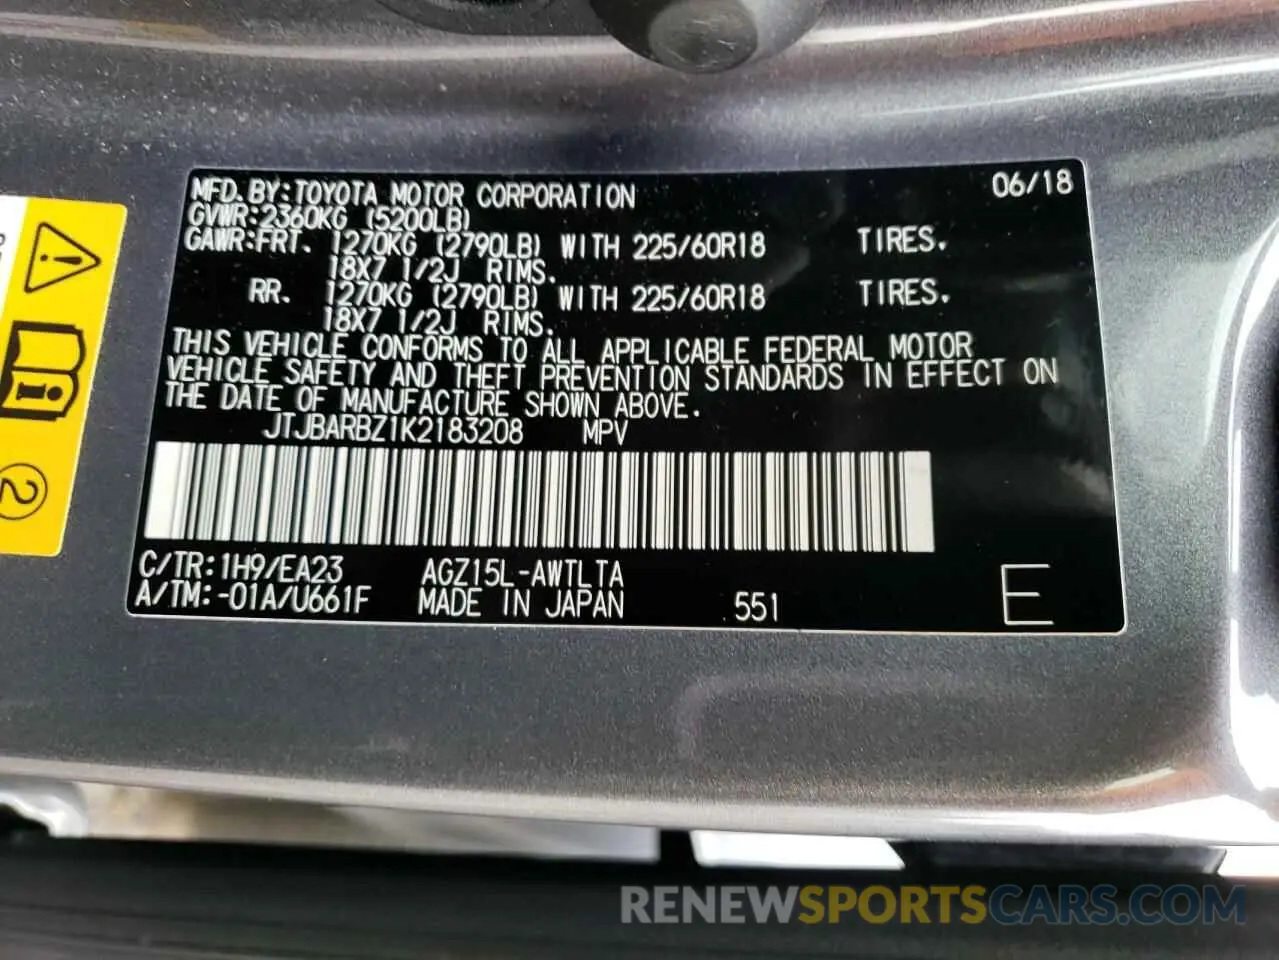 MFD. BY: TOYOTA MOTOR CORPORATION 06/18
GVWR: 2360KG (5200LB)
GAWR: FRT. 1270KG (2790LB) WITH 225/60R18 TIRES.
18X7 1/2J RIMS.
RR. 1270KG (2790LB) WITH 225/60R18 TIRES.
18X7 1/2J RIMS.
THIS VEHICLE CONFORMS TO ALL APPLICABLE FEDERAL MOTOR
VEHICLE SAFETY AND THEFT PREVENTION STANDARDS IN EFFECT ON
THE DATE OF MANUFACTURE SHOWN ABOVE.
JTJBARBZ1K2183208 MPV
C/TR: 1H9/EA23 AGZ15L-AWTLTA
A/TM: -01A/U661F MADE IN JAPAN 551 E
2
RENEWSPORTSCARS.COM